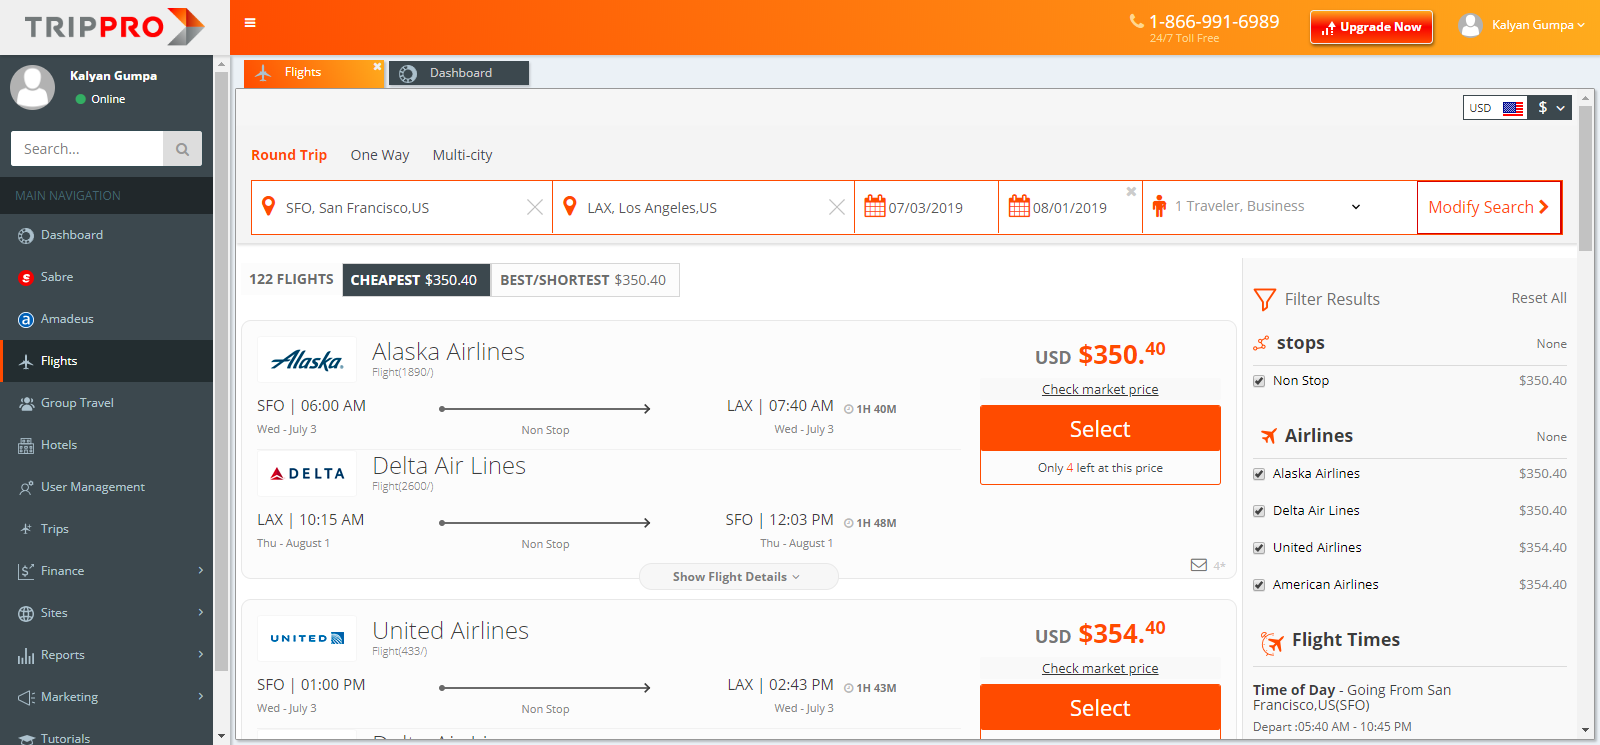 TRIPPRO
1-866-991-6989
24/7 Toll Free
Upgrade Now
Kalyan Gumpa
Kalyan Gumpa
Online
Search...
MAIN NAVIGATION
Dashboard
Sabre
Amadeus
Flights
Group Travel
Hotels
User Management
Trips
Finance
Sites
Reports
Marketing
Tutorials
Flights
Dashboard
USD $
Round Trip One Way Multi-city
SFO, San Francisco,US LAX, Los Angeles,US 07/03/2019 08/01/2019 1 Traveler, Business Modify Search
122 FLIGHTS CHEAPEST $350.40 BEST/SHORTEST $350.40
Alaska.
Alaska Airlines
Flight(1890/)
SFO | 06:00 AM LAX | 07:40 AM 1H 40M
Wed - July 3 Non Stop Wed - July 3
DELTA
Delta Air Lines
Flight(2600/)
LAX | 10:15 AM SFO | 12:03 PM 1H 48M
Thu - August 1 Non Stop Thu - August 1
USD $350.40
Check market price
Select
Only 4 left at this price
4*
Show Flight Details
UNITED
United Airlines
Flight(433/)
SFO | 01:00 PM LAX | 02:43 PM 1H 43M
Wed - July 3 Non Stop Wed - July 3
USD $354.40
Check market price
Select
Filter Results Reset All
stops None
Non Stop $350.40
Airlines None
Alaska Airlines $350.40
Delta Air Lines $350.40
United Airlines $354.40
American Airlines $354.40
Flight Times
Time of Day - Going From San
Francisco,US(SFO)
Depart :05:40 AM - 10:45 PM